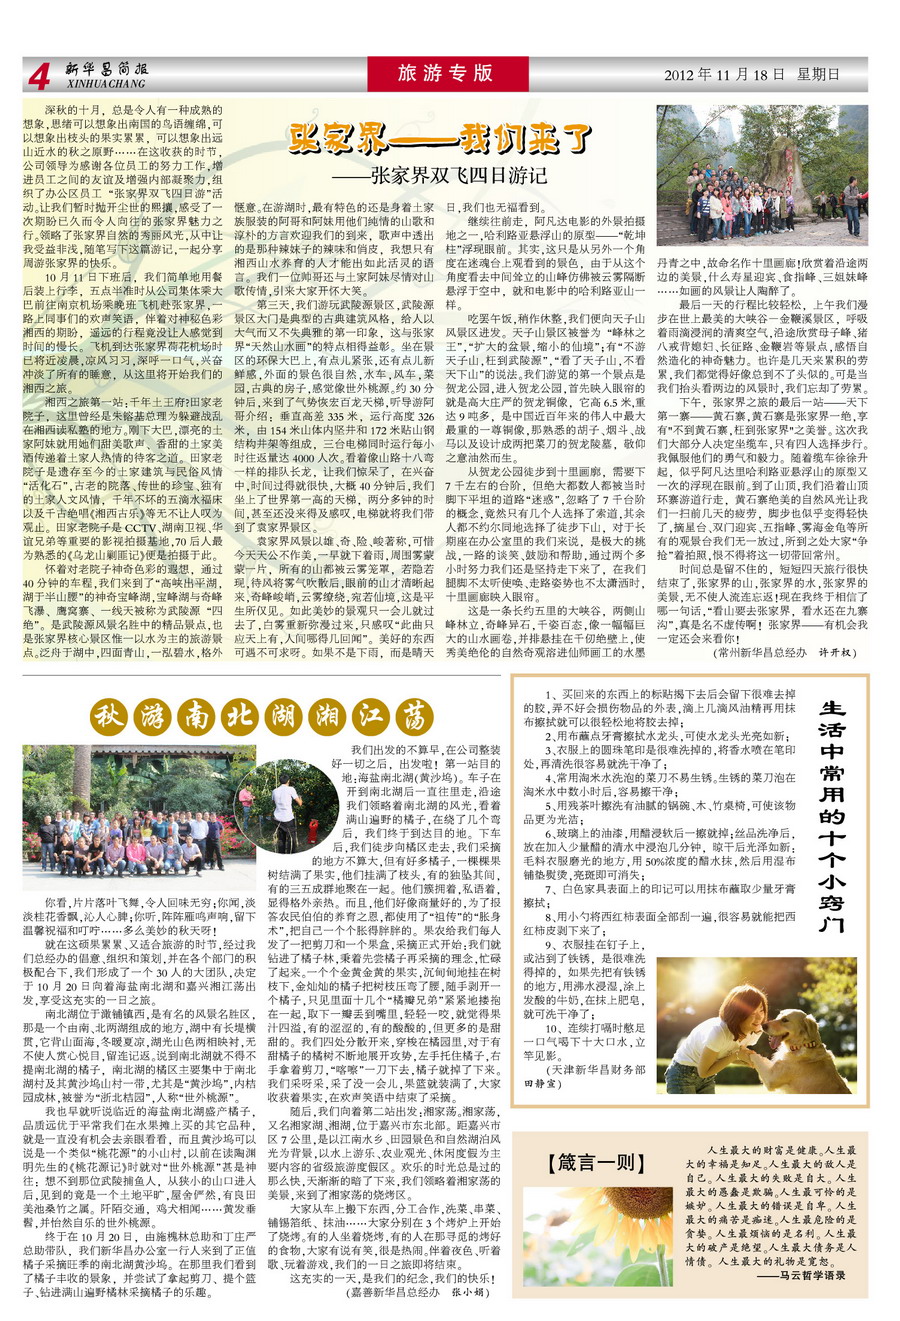 4
新华昌简报
XINHUACHANG
旅游专版
2012 年 11 月 18 日 星期日
张家界——我们来了
——张家界双飞四日游记
深秋的十月，总是令人有一种成熟的
想象,思绪可以想象出南国的鸟语缠绵,可
以想象出枝头的果实累累，可以想象出远
山近水的秋之原野……在这收获的时节，
公司领导为感谢各位员工的努力工作,增
进员工之间的友谊及增强内部凝聚力,组
织了办公区员工“张家界双飞四日游”活
动。让我们暂时抛开尘世的熙攘,感受了一
次期盼已久而令人向往的张家界魅力之
行。领略了张家界自然的秀丽风光,从中让
我受益非浅,随笔写下这篇游记,一起分享
周游张家界的快乐。
10 月 11 日下班后，我们简单地用餐
后装上行李，五点半准时从公司集体乘大
巴前往南京机场乘晚班飞机赴张家界,一
路上同事们的欢声笑语，伴着对神秘色彩
湘西的期盼，遥远的行程竟没让人感觉到
时间的慢长。飞机到达张家界荷花机场时
已将近凌晨,凉风习习,深呼一口气,兴奋
冲淡了所有的睡意，从这里将开始我们的
湘西之旅。
湘西之旅第一站;千年土王府?田家老
院子，这里曾经是朱镕基总理为躲避战乱
在湘西读私塾的地方。刚下大巴,漂亮的土
家阿妹就用她们甜美歌声、香甜的土家美
酒传递着土家人热情的待客之道。田家老
院子是遗存至今的土家建筑与民俗风情
“活化石”,古老的院落、传世的珍宝、独有
的土家人文风情，千年不坏的五滴水福床
以及千古绝唱《湘西古乐》等无不让人叹为
观止。田家老院子是 CCTV、湖南卫视、华
谊兄弟等重要的影视拍摄基地,70 后人最
为熟悉的《乌龙山剿匪记》便是拍摄于此。
怀着对老院子神奇色彩的遐想，通过
40 分钟的车程,我们来到了“高峡出平湖,
湖于半山腰”的神奇宝峰湖,宝峰湖与奇峰
飞瀑、鹰窝寨、一线天被称为武陵源“四
绝”。是武陵源风景名胜中的精品景点,也
是张家界核心景区惟一以水为主的旅游景
点。泛舟于湖中,四面青山,一泓碧水,格外
惬意。在游湖时,最有特色的还是身着土家
族服装的阿哥和阿妹用他们纯情的山歌和
淳朴的方言欢迎我们的到来，歌声中透出
的是那种辣妹子的辣味和俏皮，我想只有
湘西山水养育的人才能出如此活灵的语
言。我们一位帅哥还与土家阿妹尽情对山
歌传情,引来大家开怀大笑。
第三天,我们游玩武陵源景区,武陵源
景区大门是典型的古典建筑风格，给人以
大气而又不失典雅的第一印象，这与张家
界“天然山水画”的特点相得益彰。坐在景
区的环保大巴上,有点儿紧张,还有点儿新
鲜感,外面的景色很自然,水车,风车,菜
园,古典的房子,感觉像世外桃源。约 30 分
钟后,来到了气势恢宏百龙天梯,听导游阿
哥介绍；垂直高差 335 米，运行高度 326
米，由 154 米山体内竖井和 172 米贴山钢
结构井架等组成，三台电梯同时运行每小
时往返量达 4000 人次。看着像山路十八弯
一样的排队长龙，让我们惊呆了，在兴奋
中,时间过得就很快,大概 40 分钟后,我们
坐上了世界第一高的天梯，两分多钟的时
间,甚至还没来得及感叹,电梯就将我们带
到了袁家界景区。
袁家界风景以雄、奇、险、峻著称,可惜
今天天公不作美,一早就下着雨,周围雾蒙
蒙一片，所有的山都被云雾笼罩，若隐若
现,待风将雾气吹散后,眼前的山才清晰起
来,奇峰峻峭,云雾缭绕,宛若仙境,这是平
生所仅见。如此美妙的景观只一会儿就过
去了,白雾重新弥漫过来,只感叹“此曲只
应天上有,人间哪得几回闻”。美好的东西
可遇不可求呀。如果不是下雨，而是晴天
日,我们也无福看到。
继续往前走，阿凡达电影的外景拍摄
地之一,哈利路亚悬浮山的原型——“乾坤
柱”浮现眼前。其实,这只是从另外一个角
度在迷魂台上观看到的景色，由于从这个
角度看去中间耸立的山峰仿佛被云雾隔断
悬浮于空中，就和电影中的哈利路亚山一
样。
吃罢午饭,稍作休整,我们便向天子山
风景区进发。天子山景区被誉为“峰林之
王”,“扩大的盆景,缩小的仙境”;有“不游
天子山,枉到武陵源”,“看了天子山,不看
天下山”的说法。我们游览的第一个景点是
贺龙公园,进入贺龙公园,首先映入眼帘的
就是高大庄严的贺龙铜像，它高 6.5 米,重
达 9 吨多，是中国近百年来的伟人中最大
最重的一尊铜像,那熟悉的胡子、烟斗、战
马以及设计成两把菜刀的贺龙陵墓，敬仰
之意油然而生。
从贺龙公园徒步到十里画廊，需要下
7 千左右的台阶，但绝大都数人都被当时
脚下平坦的道路“迷惑”,忽略了 7 千台阶
的概念,竟然只有几个人选择了索道,其余
人都不约尔同地选择了徒步下山，对于长
期座在办公室里的我们来说，是极大的挑
战,一路的谈笑、鼓励和帮助,通过两个多
小时努力我们还是坚持走下来了，在我们
腿脚不太听使唤、走路姿势也不太潇洒时,
十里画廊映入眼帘。
这是一条长约五里的大峡谷，两侧山
峰林立,奇峰异石,千姿百态,像一幅幅巨
大的山水画卷,并排悬挂在千仞绝壁上,使
秀美绝伦的自然奇观溶进仙师画工的水墨
丹青之中,故命名作十里画廊!欣赏着沿途两
边的美景,什么寿星迎宾、食指峰、三姐妹峰
……如画的风景让人陶醉了。
最后一天的行程比较轻松，上午我们漫
步在世上最美的大峡谷－金鞭溪景区，呼吸
着雨滴浸润的清爽空气,沿途欣赏母子峰、猪
八戒背媳妇、长征路、金鞭岩等景点,感悟自
然造化的神奇魅力。也许是几天来累积的劳
累,我们都觉得好像总到不了头似的。可是当
我们抬头看两边的风景时,我们忘却了劳累。
下午，张家界之旅的最后一站——天下
第一寨——黄石寨,黄石寨是张家界一绝,享
有"不到黄石寨,枉到张家界"之美誉。这次我
们大部分人决定坐缆车,只有四人选择步行。
我佩服他们的勇气和毅力。随着缆车徐徐升
起，似乎阿凡达里哈利路亚悬浮山的原型又
一次的浮现在眼前。到了山顶,我们沿着山顶
环寨游道行走，黄石寨绝美的自然风光让我
们一扫前几天的疲劳，脚步也似乎变得轻快
了,摘星台、双门迎宾、五指峰、雾海金龟等所
有的观景台我们无一放过,所到之处大家“争
抢”着拍照,恨不得将这一切带回常州。
时间总是留不住的，短短四天旅行很快
结束了,张家界的山,张家界的水,张家界的
美景,无不使人流连忘返!现在我终于相信了
哪一句话,“看山要去张家界，看水还在九寨
沟”,真是名不虚传啊！张家界——有机会我
一定还会来看你!
(常州新华昌总经办 许开权)
秋游南北湖湘江荡
你看,片片落叶飞舞,令人回味无穷;你闻,淡
淡桂花香飘,沁人心脾;你听,阵阵雁鸣声响,留下
温馨祝福和叮咛……多么美妙的秋天呀!
就在这硕果累累、又适合旅游的时节,经过我
们总经办的倡意、组织和策划,并在各个部门的积
极配合下,我们形成了一个 30 人的大团队,决定
于 10 月 20 日向着海盐南北湖和嘉兴湘江荡出
发,享受这充实的一日之旅。
南北湖位于澉铺镇西,是有名的风景名胜区,
那是一个由南、北两湖组成的地方,湖中有长堤横
贯,它背山面海,冬暖夏凉,湖光山色两相映衬,无
不使人赏心悦目,留连记返。说到南北湖就不得不
提南北湖的橘子，南北湖的橘区主要集中于南北
湖村及其黄沙坞山村一带,尤其是“黄沙坞”,内桔
园成林,被誉为“浙北桔园”,人称“世外桃源”。
我也早就听说临近的海盐南北湖盛产橘子,
品质远优于平常我们在水果摊上买的其它品种,
就是一直没有机会去亲眼看看，而且黄沙坞可以
说是一个类似“桃花源”的小山村,以前在读陶渊
明先生的《桃花源记》时就对“世外桃源”甚是神
往；想不到那位武陵捕鱼人，从狭小的山口进入
后,见到的竟是一个土地平旷,屋舍俨然,有良田
美池桑竹之属。阡陌交通，鸡犬相闻……黄发垂
髫,并怡然自乐的世外桃源。
终于在 10 月 20 日，由施槐林总助和丁庄严
总助带队，我们新华昌办公室一行人来到了正值
橘子采摘旺季的南北湖黄沙坞。在那里我们看到
了橘子丰收的景象，并尝试了拿起剪刀、提个篮
子、钻进满山遍野橘林采摘橘子的乐趣。
我们出发的不算早,在公司整装
好一切之后，出发啦！第一站目的
地:海盐南北湖(黄沙坞)。车子在
开到南北湖后一直往里走,沿途
我们领略着南北湖的风光,看着
满山遍野的橘子,在绕了几个弯
后，我们终于到达目的地。下车
后,我们徒步向橘区走去,我们采摘
的地方不算大,但有好多橘子,一棵棵果
树结满了果实,他们挂满了枝头,有的独坠其间,
有的三五成群地聚在一起。他们簇拥着,私语着,
显得格外亲热。而且,他们好像商量好的,为了报
答农民伯伯的养育之恩,都使用了“祖传”的“胀身
术”,把自己一个个胀得胖胖的。果农给我们每人
发了一把剪刀和一个果盒,采摘正式开始;我们就
钻进了橘子林,秉着先尝橘子再采摘的理念,忙碌
了起来。一个个金黄金黄的果实,沉甸甸地挂在树
枝下,金灿灿的橘子把树枝压弯了腰,随手剥开一
个橘子,只见里面十几个“橘瓣兄弟”紧紧地搂抱
在一起,取下一瓣丢到嘴里,轻轻一咬,就觉得果
汁四溢,有的涩涩的,有的酸酸的,但更多的是甜
甜的。我们四处分散开来,穿梭在橘园里,对于有
甜橘子的橘树不断地展开攻势,左手托住橘子,右
手拿着剪刀,“喀嚓”一刀下去,橘子就掉了下来。
我们采呀采,采了没一会儿,果篮就装满了,大家
收获着果实,在欢声笑语中结束了采摘。
随后,我们向着第二站出发;湘家荡。湘家荡,
又名湘家湖、湘湖,位于嘉兴市东北部。距嘉兴市
区 7 公里,是以江南水乡、田园景色和自然湖泊风
光为背景,以水上游乐、农业观光、休闲度假为主
要内容的省级旅游度假区。欢乐的时光总是过的
那么快,天渐渐的暗了下来,我们领略着湘家荡的
美景,来到了湘家荡的烧烤区。
大家从车上搬下东西,分工合作,洗菜、串菜、
铺锡箔纸、抹油……大家分别在 3 个烤炉上开始
了烧烤。有的人坐着烧烤,有的人在那寻觅的烤好
的食物,大家有说有笑,很是热闹。伴着夜色、听着
歌、玩着游戏,我们的一日之旅即将结束。
这充实的一天,是我们的纪念,我们的快乐!
(嘉善新华昌总经办 张小娟)
生活中常用的十个小窍门
1、买回来的东西上的标贴揭下去后会留下很难去掉
的胶,弄不好会损伤物品的外表,滴上几滴风油精再用抹
布擦拭就可以很轻松地将胶去掉;
2、用布蘸点牙膏擦拭水龙头,可使水龙头光亮如新;
3、衣服上的圆珠笔印是很难洗掉的,将香水喷在笔印
处,再清洗很容易就洗干净了;
4、常用淘米水洗泡的菜刀不易生锈。生锈的菜刀泡在
淘米水中数小时后,容易擦干净;
5、用残茶叶擦洗有油腻的锅碗、木、竹桌椅,可使该物
品更为光洁;
6、玻璃上的油漆,用醋浸软后一擦就掉;丝品洗净后,
放在加入少量醋的清水中浸泡几分钟，晾干后光泽如新;
毛料衣服磨光的地方,用 50%浓度的醋水抹,然后用湿布
铺垫熨烫,亮斑即可消失;
7、白色家具表面上的印记可以用抹布蘸取少量牙膏
擦拭;
8、用小勺将西红柿表面全部刮一遍,很容易就能把西
红柿皮剥下来了;
9、衣服挂在钉子上,
或沾到了铁锈，是很难洗
得掉的，如果先把有铁锈
的地方,用沸水浸湿,涂上
发酸的牛奶,在抹上肥皂,
就可洗干净了;
10、连续打嗝时憋足
一口气喝下十大口水,立
竿见影。
(天津新华昌财务部
田静宣)
【箴言一则】
人生最大的财富是健康。人生最
大的幸福是知足。人生最大的敌人是
自己。人生最大的失败是自大。人生
最大的愚蠢是欺骗。人生最可怜的是
嫉妒。人生最大的错误是自卑。人生
最大的痛苦是痴迷。人生最危险的是
贪婪。人生最烦恼的是名利。人生最
大的破产是绝望。人生最大债务是人
情债。人生最大的礼物是宽恕。
——马云哲学语录